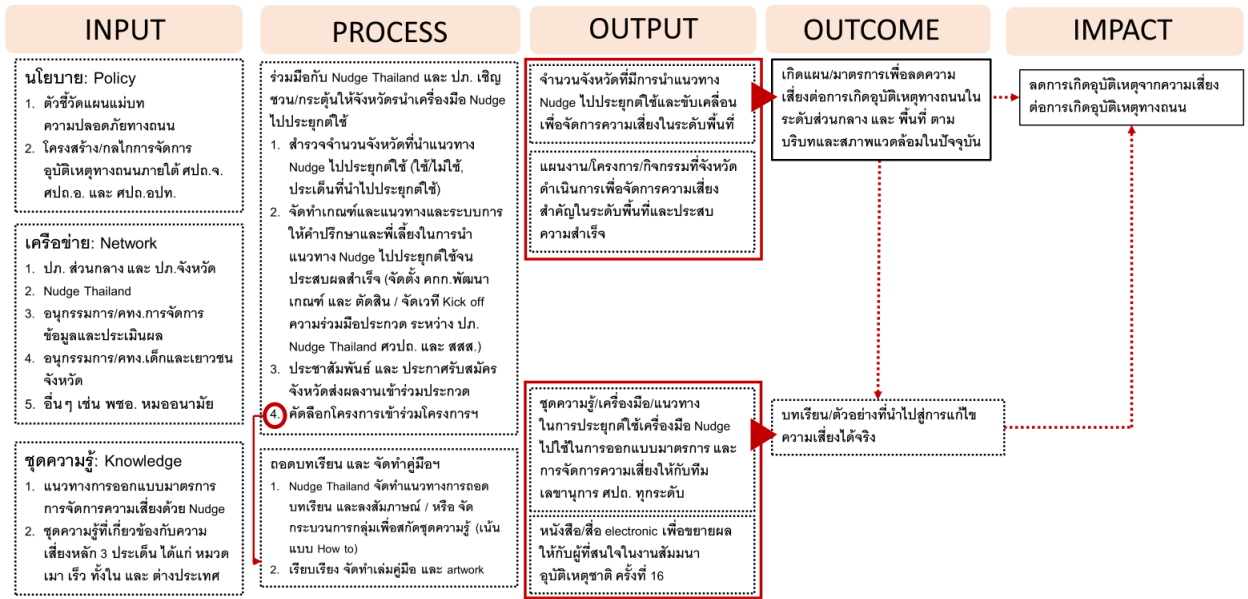 INPUT
PROCESS
OUTPUT
OUTCOME
IMPACT
นโยบาย: Policy
1. ตัวชี้วัดแผนแม่บท
ความปลอดภัยทางถนน
2. โครงสร้าง/กลไกการจัดการ
อุบัติเหตุทางถนนภายใต้ ศปถ.จ.
ศปถ.อ. และ ศปถ.อปท.
เครือข่าย: Network
1. ปภ. ส่วนกลาง และ ปภ.จังหวัด
2. Nudge Thailand
3. อนุกรรมการ/คทง.การจัดการ
ข้อมูลและประเมินผล
4. อนุกรรมการ/คทง.เด็กและเยาวชน
จังหวัด
5. อื่นๆ เช่น พชอ. หมออนามัย
ชุดความรู้: Knowledge
1. แนวทางการออกแบบมาตรการ
การจัดการความเสี่ยงด้วย Nudge
2. ชุดความรู้ที่เกี่ยวข้องกับความ
เสี่ยงหลัก 3 ประเด็น ได้แก่ หมวด
เมา เร็ว ทั้งใน และ ต่างประเทศ
ร่วมมือกับ Nudge Thailand และ ปภ. เชิญ
ชวน/กระตุ้นให้จังหวัดรนำเครื่องมือ Nudge
ไปประยุกต์ใช้
1. สำรวจจำนวนจังหวัดที่นำแนวทาง
Nudge ไปประยุกต์ใช้ (ใช้/ไม่ใช้,
ประเด็นที่นำไปประยุกต์ใช้)
2. จัดทำเกณฑ์และแนวทางและระบบการ
ให้คำปรึกษาและพี่เลี้ยงในการนำ
แนวทาง Nudge ไปประยุกต์ใช้จน
ประสบผลสำเร็จ (จัดตั้ง คกก.พัฒนา
เกณฑ์ และ ตัดสิน / จัดเวที Kick off
ความร่วมมือประกวด ระหว่าง ปภ.
Nudge Thailand ศวปถ. และ สสส.)
3. ประชาสัมพันธ์ และ ประกาศรับสมัคร
จังหวัดส่งผลงานเข้าร่วมประกวด
4. คัดลือกโครงการเข้าร่วมโครงการฯ
ถอดบทเรียน และ จัดทำคู่มือฯ
1. Nudge Thailand จัดทำแนวทางการถอด
บทเรียน และลงสัมภาษณ์ / หรือ จัด
กระบวนการกลุ่มเพื่อสกัดชุดความรู้ (เน้น
แบบ How to)
2. เรียบเรียง จัดทำเล่มคู่มือ และ artwork
จำนวนจังหวัดที่มีการนำแนวทาง
Nudge ไปประยุกต์ใช้และขับเคลื่อน
เพื่อจัดการความเสี่ยงในระดับพื้นที่
แผนงาน/โครงการ/กิจกรรมที่จังหวัด
ดำเนินการเพื่อจัดการความเสี่ยง
สำคัญในระดับพื้นที่และประสบ
ความสำเร็จ
ชุดความรู้/เครื่องมือ/แนวทาง
ในการประยุกต์ใช้เครื่องมือ Nudge
ไปใช้ในการออกแบบมาตรการ และ
การจัดการความเสี่ยงให้กับทีม
เลขานุการ ศปถ. ทุกระดับ
หนังสือ/สื่อ electronic เพื่อขยายผล
ให้กับผู้ที่สนใจในงานสัมมนา
อุบัติเหตุชาติ ครั้งที่ 16
เกิดแผน/มาตรการเพื่อลดความ
เสี่ยงต่อการเกิดอุบัติเหตุทางถนนใน
ระดับส่วนกลาง และ พื้นที่ ตาม
บริบทและสภาพแวดล้อมในปัจจุบัน
บทเรียน/ตัวอย่างที่นำไปสู่การแก้ไข
ความเสี่ยงได้จริง
ลดการเกิดอุบัติเหตุจากความเสี่ยง
ต่อการเกิดอุบัติเหตุทางถนน